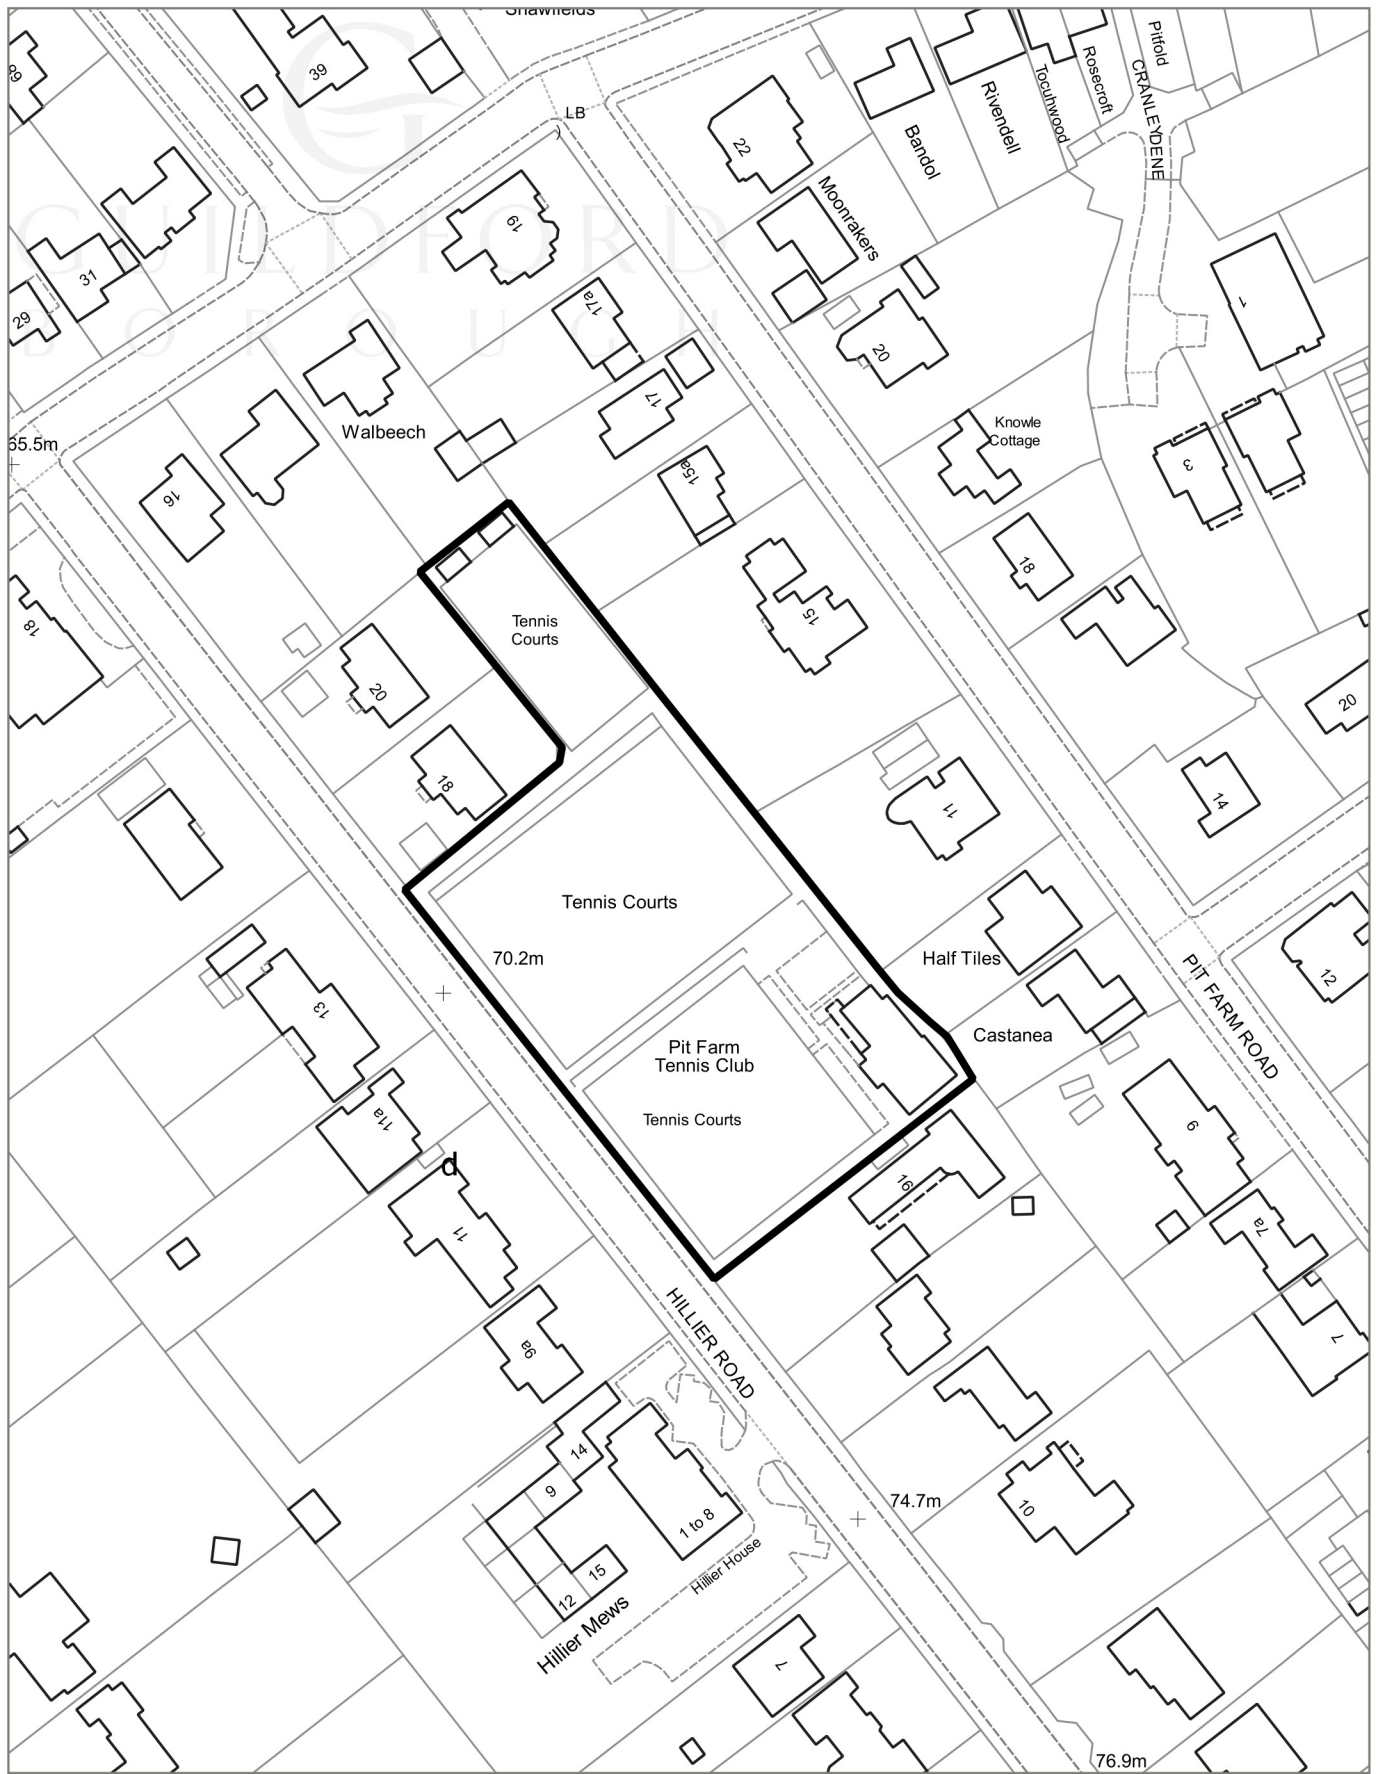 Shawfields
39
LB
22
Bandol
Rivendell
Tocuhwood
Rosecroft
Pitfold
CRANLEYDENE
Moonrakers
19
17a
31
29
GUILDFORD
BOROUGH
20
1
17
Walbeech
65.5m
16
15a
Knowle
Cottage
3
18
18
Tennis
Courts
15
20
20
18
14
11
Tennis Courts
70.2m
Half Tiles
12
PIT FARM ROAD
Castanea
13
Pit Farm
Tennis Club
Tennis Courts
11a
d
16
9
7a
11
7
9a
HILLIER ROAD
14
9
1 to 8
15
12
Hillier Mews
Hillier House
74.7m
10
7
76.9m